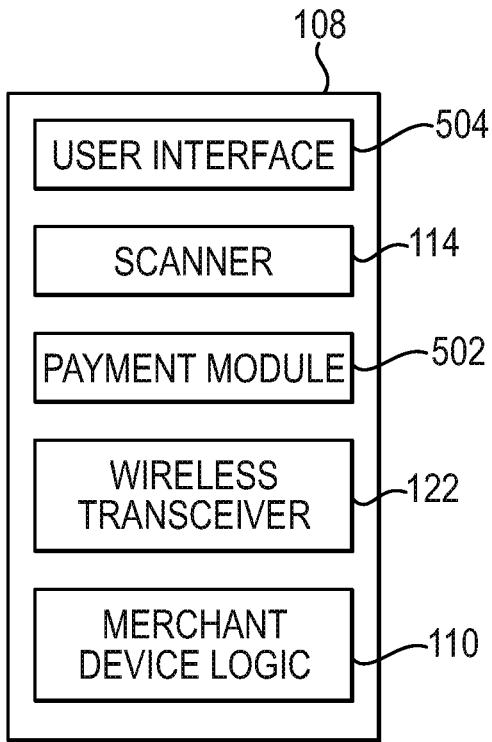 108
USER INTERFACE
504
SCANNER
114
PAYMENT MODULE
502
WIRELESS
TRANSCEIVER
122
MERCHANT
DEVICE LOGIC
110